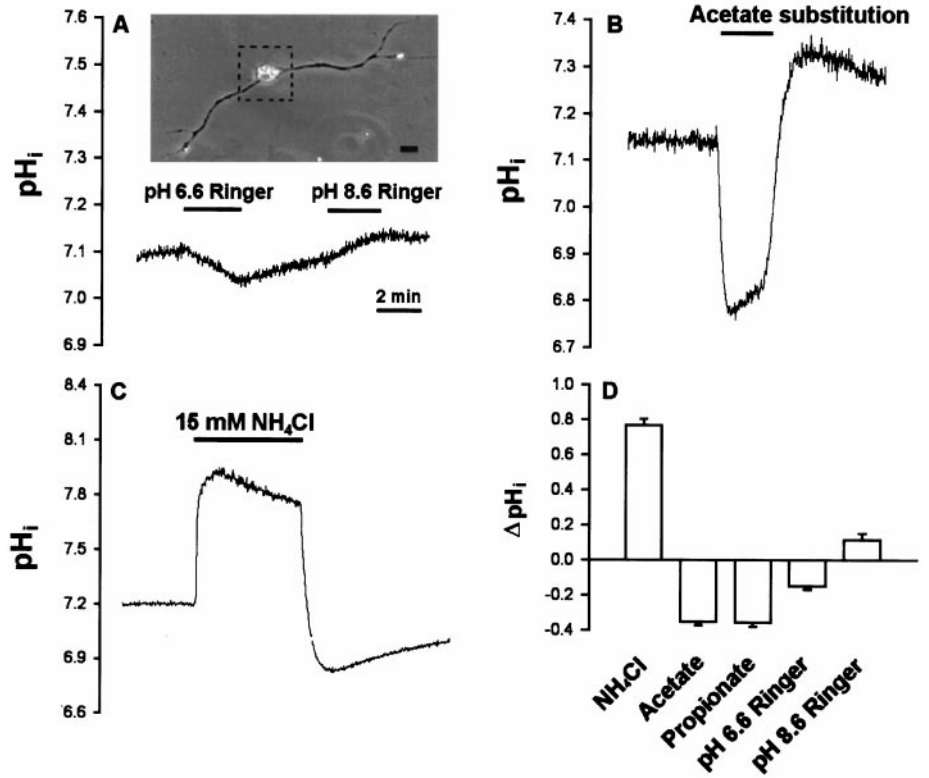 A
7.6
7.5
7.4
7.3
7.2
7.1
7.0
6.9
pHi
pH 6.6 Ringer
pH 8.6 Ringer
2 min
B
Acetate substitution
7.4
7.3
7.2
7.1
7.0
6.9
6.8
6.7
pHi
C
8.4
8.1
7.8
7.5
7.2
6.9
6.6
pHi
15 mM NH₄Cl
D
1.0
0.8
0.6
0.4
0.2
0.0
-0.2
-0.4
Δ pHi
NH₄Cl
Acetate
Propionate
pH 6.6 Ringer
pH 8.6 Ringer